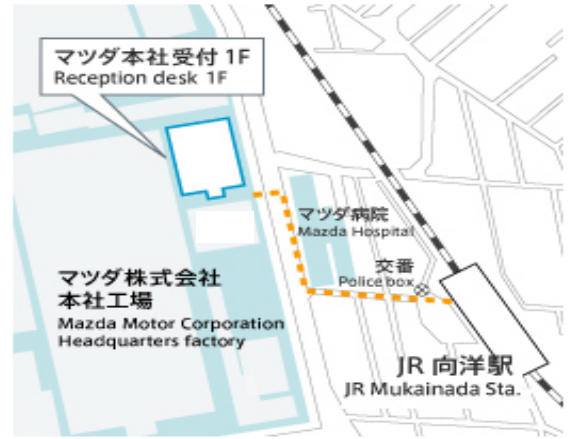 マツダ本社受付 1F
Reception desk 1F
マツダ病院
Mazda Hospital
交番
Police box
マツダ株式会社
本社工場
Mazda Motor Corporation
Headquarters factory
JR 向洋駅
JR Mukainada Sta.